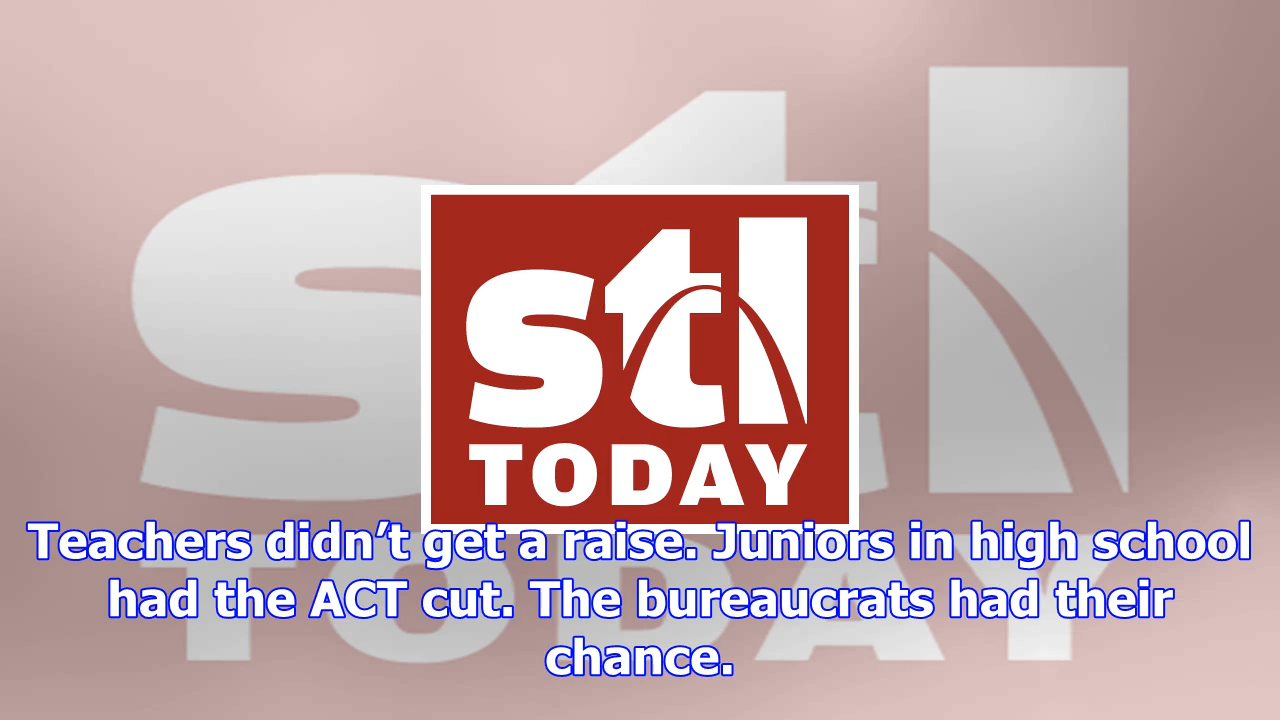 stl
TODAY
Teachers didn’t get a raise. Juniors in high school
had the ACT cut. The bureaucrats had their
chance.